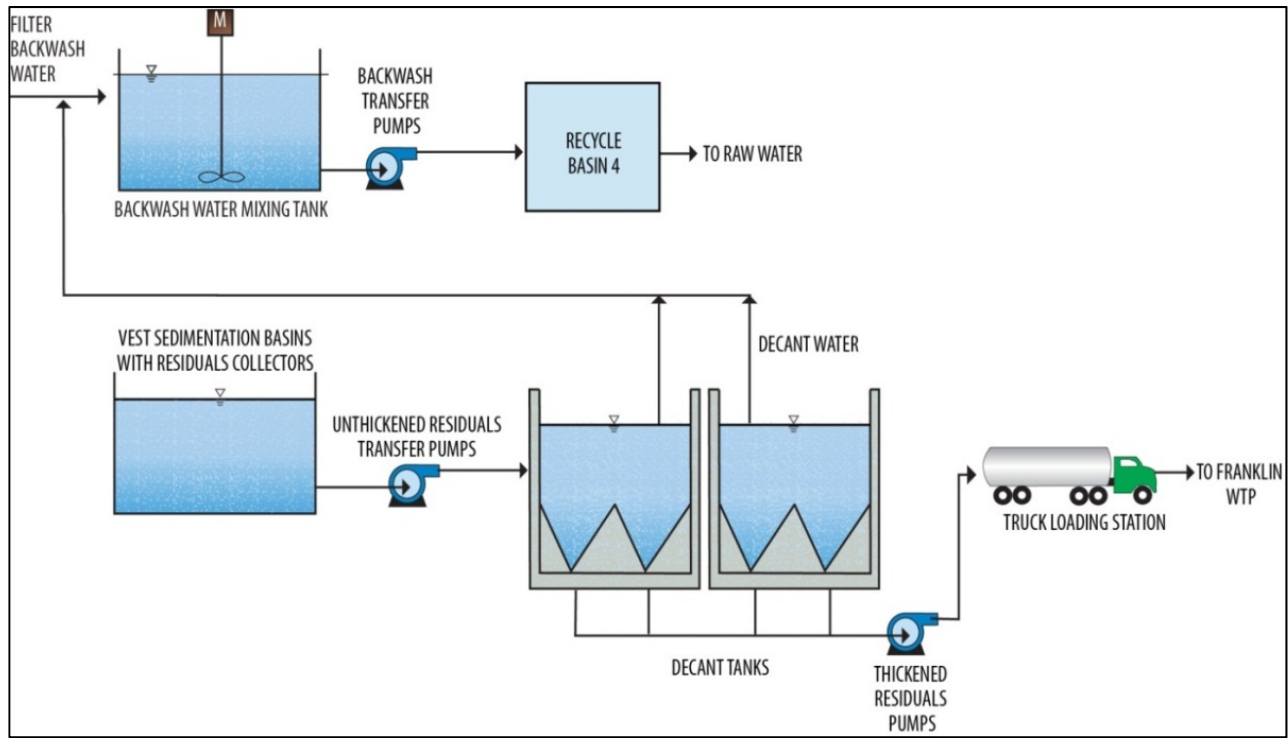 FILTER
BACKWASH
WATER
M
BACKWASH
TRANSFER
PUMPS
RECYCLE
BASIN 4
TO RAW WATER
BACKWASH WATER MIXING TANK
VEST SEDIMENTATION BASINS
WITH RESIDUALS COLLECTORS
DECANT WATER
UNTHICKENED RESIDUALS
TRANSFER PUMPS
TO FRANKLIN
WTP
TRUCK LOADING STATION
DECANT TANKS
THICKENED
RESIDUALS
PUMPS